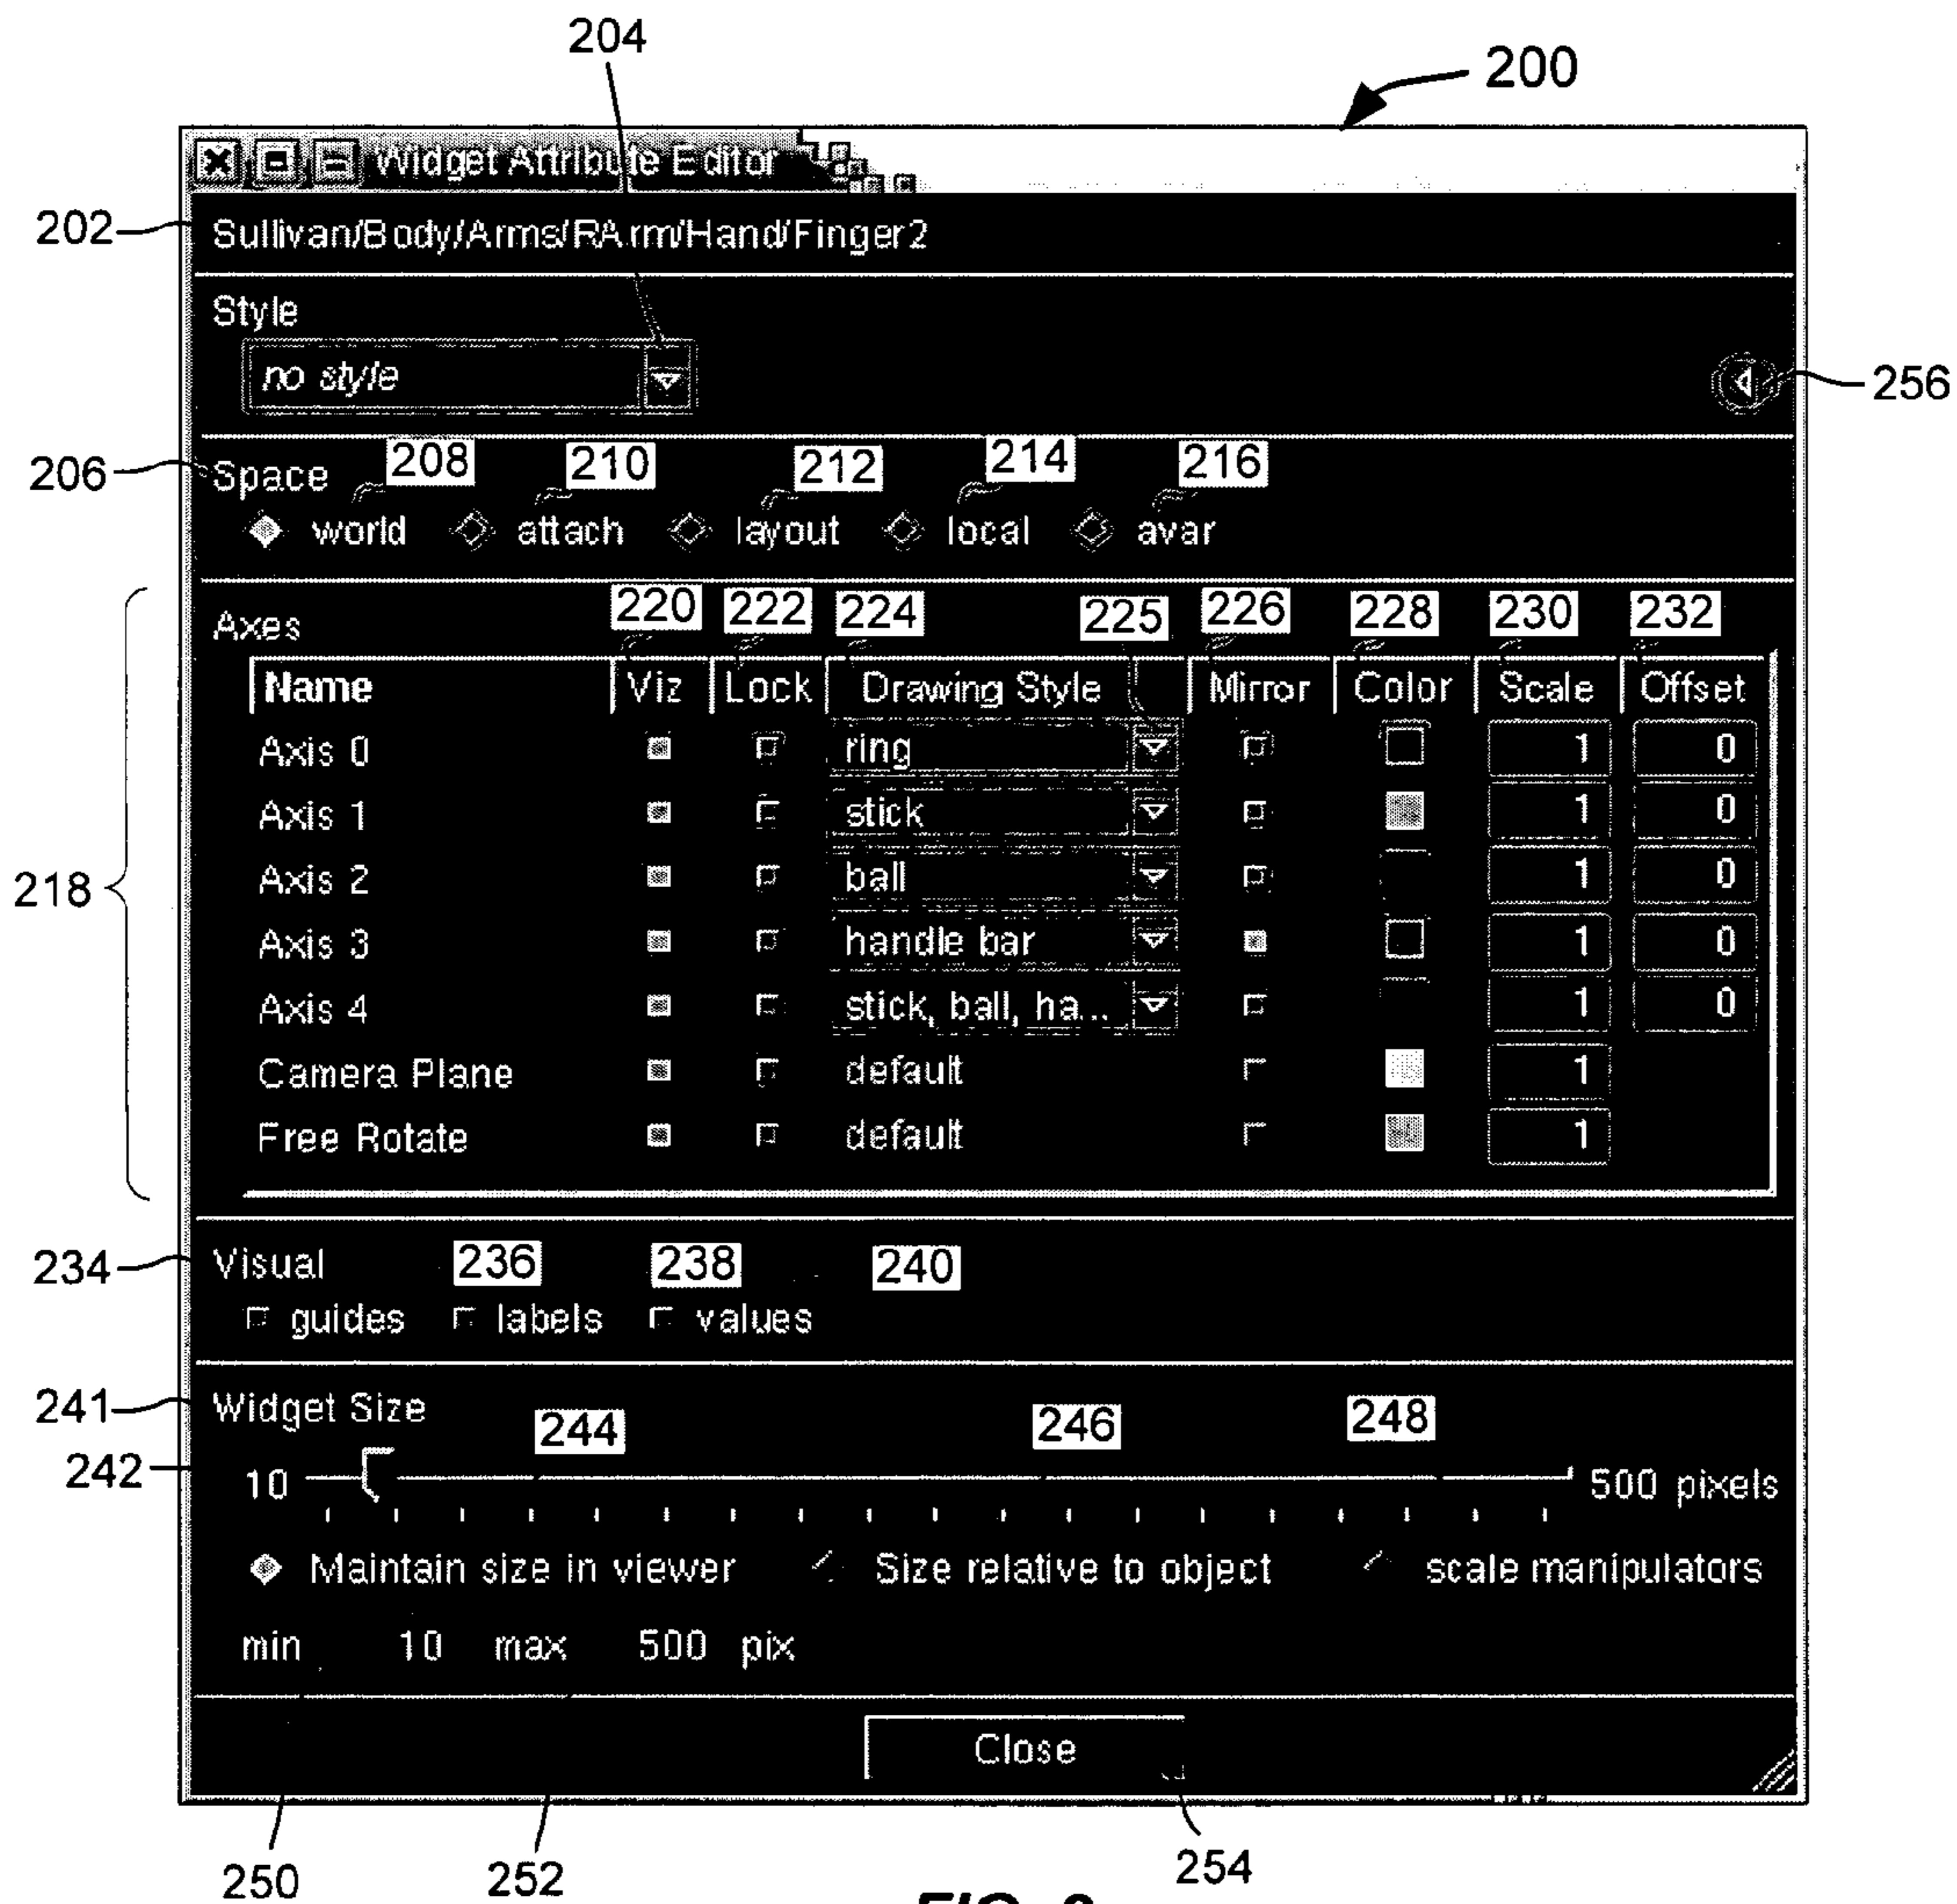 204
200
Widget Attribute Editor
202 Sullivan/Body/Arms/RArm/Hand/Finger2
Style
no style
256
206 Space 208 210 212 214 216
world attach layout local avar
Axes 220 222 224 225 226 228 230 232
Name Viz Lock Drawing Style Mirror Color Scale Offset
Axis 0 ring 1 0
Axis 1 stick 1 0
218 Axis 2 ball 1 0
Axis 3 handle bar 1 0
Axis 4 stick, ball, ha... 1 0
Camera Plane default 1
Free Rotate default 1
234 Visual 236 238 240
guides labels values
241 Widget Size 244 246 248
242 10 500 pixels
Maintain size in viewer Size relative to object scale manipulators
min 10 max 500 pix
Close
250 252 254
FIG.